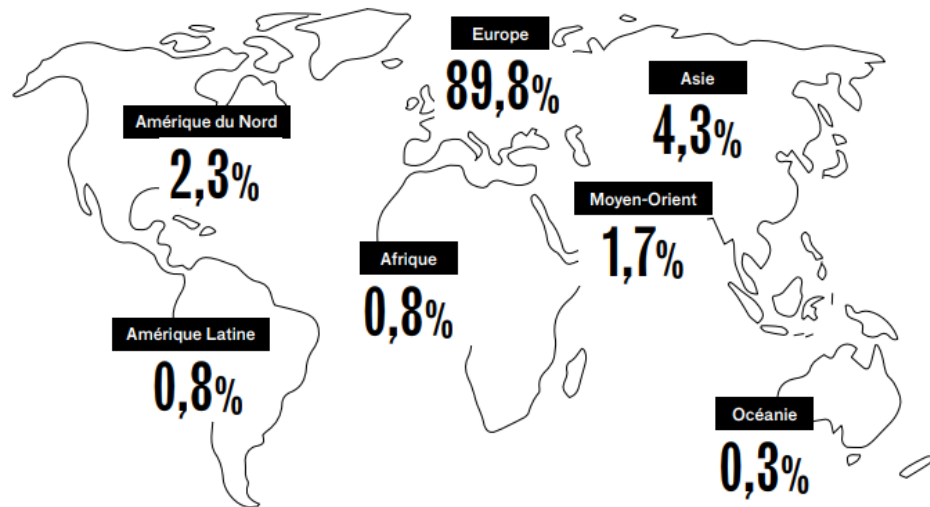 Europe
89,8%
Asie
4,3%
Amérique du Nord
2,3%
Moyen-Orient
1,7%
Afrique
0,8%
Amérique Latine
0,8%
Océanie
0,3%